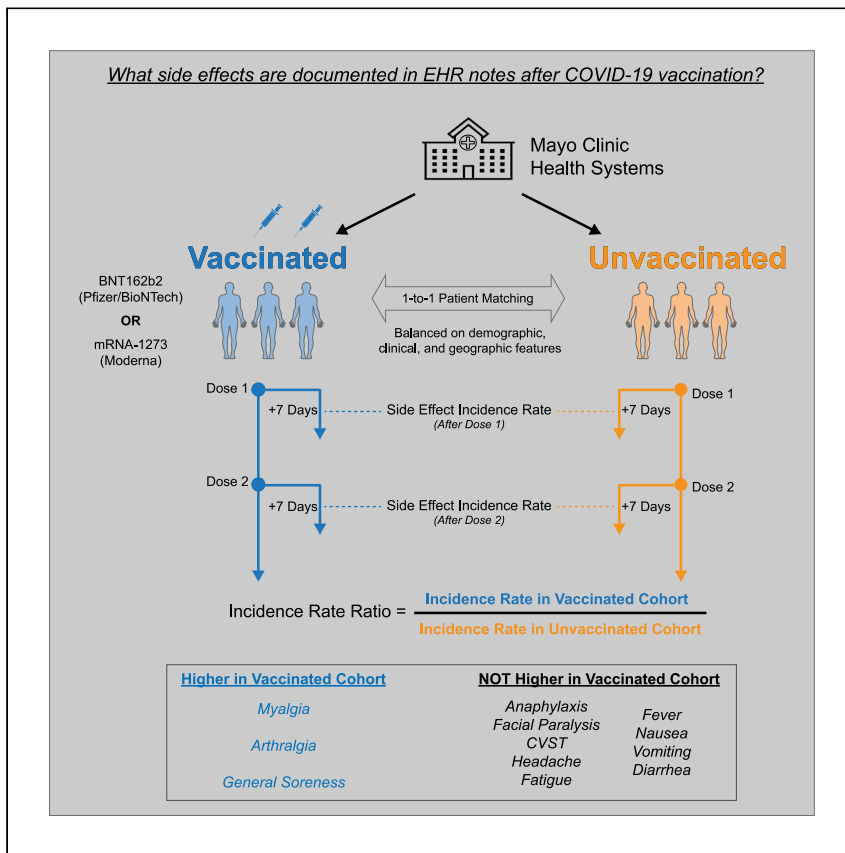 What side effects are documented in EHR notes after COVID-19 vaccination?
Mayo Clinic
Health Systems
Vaccinated
Unvaccinated
BNT162b2
(Pfizer/BioNTech)
OR
mRNA-1273
(Moderna)
1-to-1 Patient Matching
Balanced on demographic,
clinical, and geographic features
Dose 1
+7 Days
Side Effect Incidence Rate
(After Dose 1)
+7 Days
Dose 1
Dose 2
+7 Days
Side Effect Incidence Rate
(After Dose 2)
+7 Days
Dose 2
Incidence Rate Ratio =
Incidence Rate in Vaccinated Cohort
Incidence Rate in Unvaccinated Cohort
Higher in Vaccinated Cohort
Myalgia
Arthralgia
General Soreness
NOT Higher in Vaccinated Cohort
Anaphylaxis
Facial Paralysis
CVST
Headache
Fatigue
Fever
Nausea
Vomiting
Diarrhea